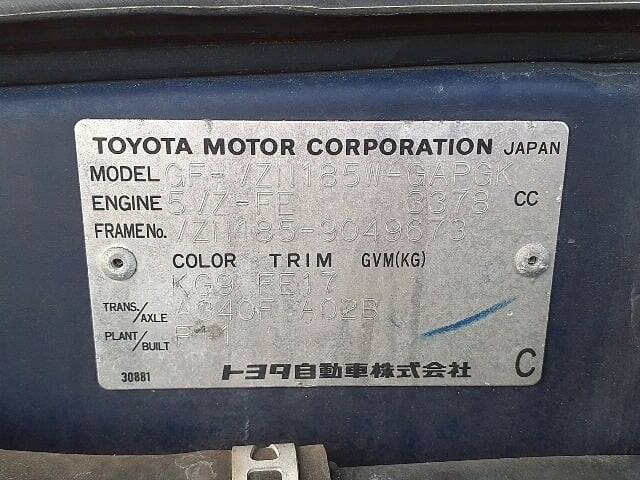 TOYOTA MOTOR CORPORATION JAPAN
MODEL GF-VZN185W-GAPGK
ENGINE 5VZ-FE 3378 CC
FRAME No. VZN185-9049673
COLOR TRIM GVM(KG)
KG9 FE17
TRANS./AXLE A340F A02B
PLANT/BUILT
30881 トヨタ自動車株式会社 C